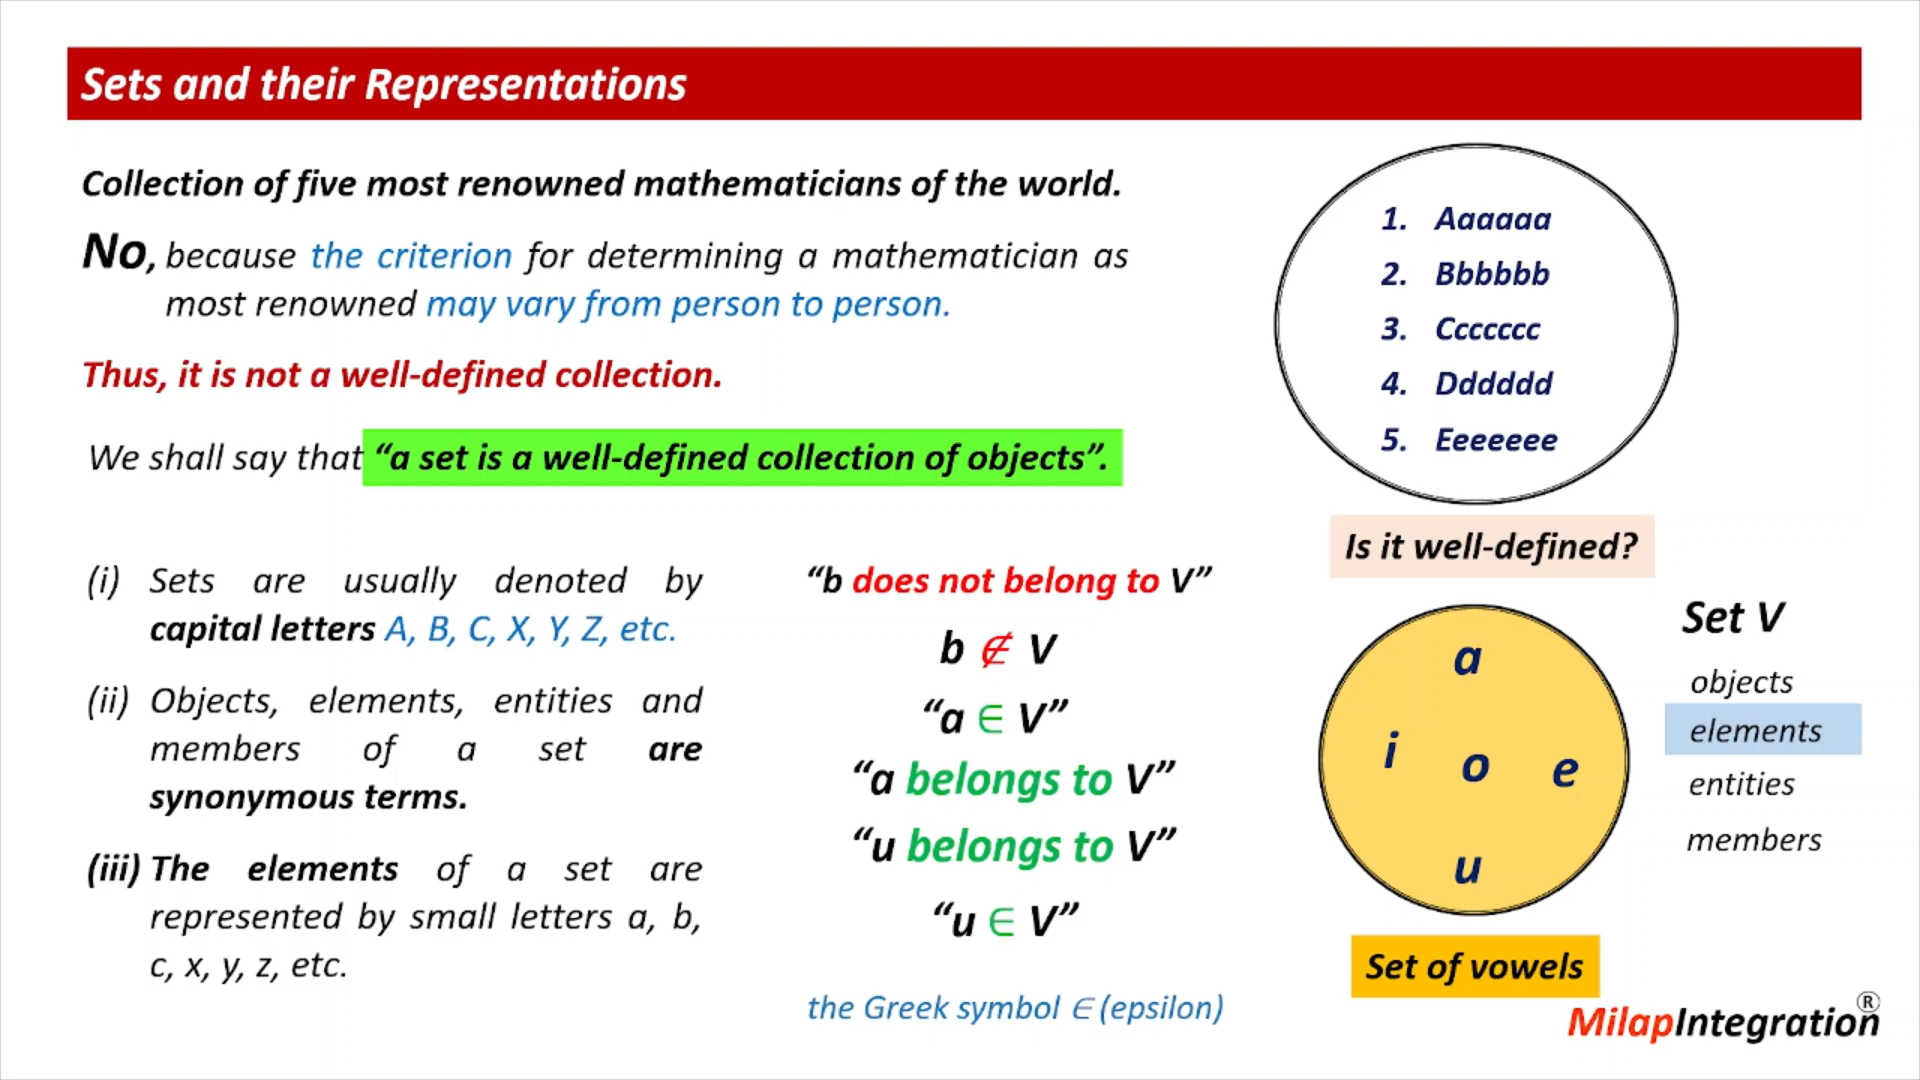 Sets and their Representations
Collection of five most renowned mathematicians of the world.
No, because the criterion for determining a mathematician as
most renowned may vary from person to person.
Thus, it is not a well-defined collection.
We shall say that “a set is a well-defined collection of objects”.
1. Aaaaaa
2. Bbbbbb
3. Ccccccc
4. Dddddd
5. Eeeeeee
Is it well-defined?
(i) Sets are usually denoted by
capital letters A, B, C, X, Y, Z, etc.
(ii) Objects, elements, entities and
members of a set are
synonymous terms.
(iii) The elements of a set are
represented by small letters a, b,
c, x, y, z, etc.
“b does not belong to V”
b ∉ V
“a ∈ V”
“a belongs to V”
“u belongs to V”
“u ∈ V”
the Greek symbol ∈ (epsilon)
a
i o e
u
Set of vowels
Set V
objects
elements
entities
members
MilapIntegration®